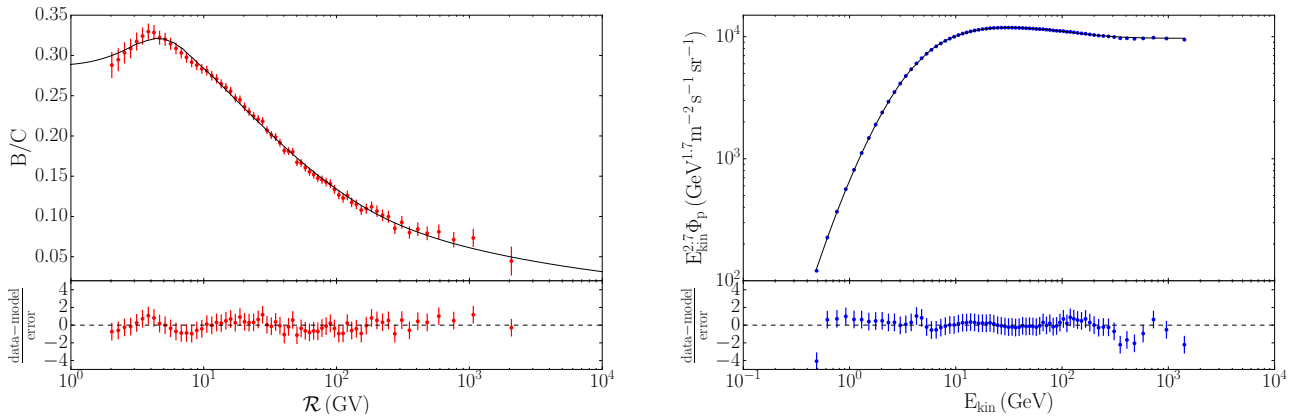 0.35
0.30
0.25
0.20
0.15
0.10
0.05
B/C
4
2
0
−2
−4
data−model
error
10^0 10^1 10^2 10^3 10^4
R (GV)
10^4
10^3
10^2
E_kin^2.7 Φ_p (GeV^1.7 m^−2 s^−1 sr^−1)
4
2
0
−2
−4
data−model
error
10^−1 10^0 10^1 10^2 10^3 10^4
E_kin (GeV)